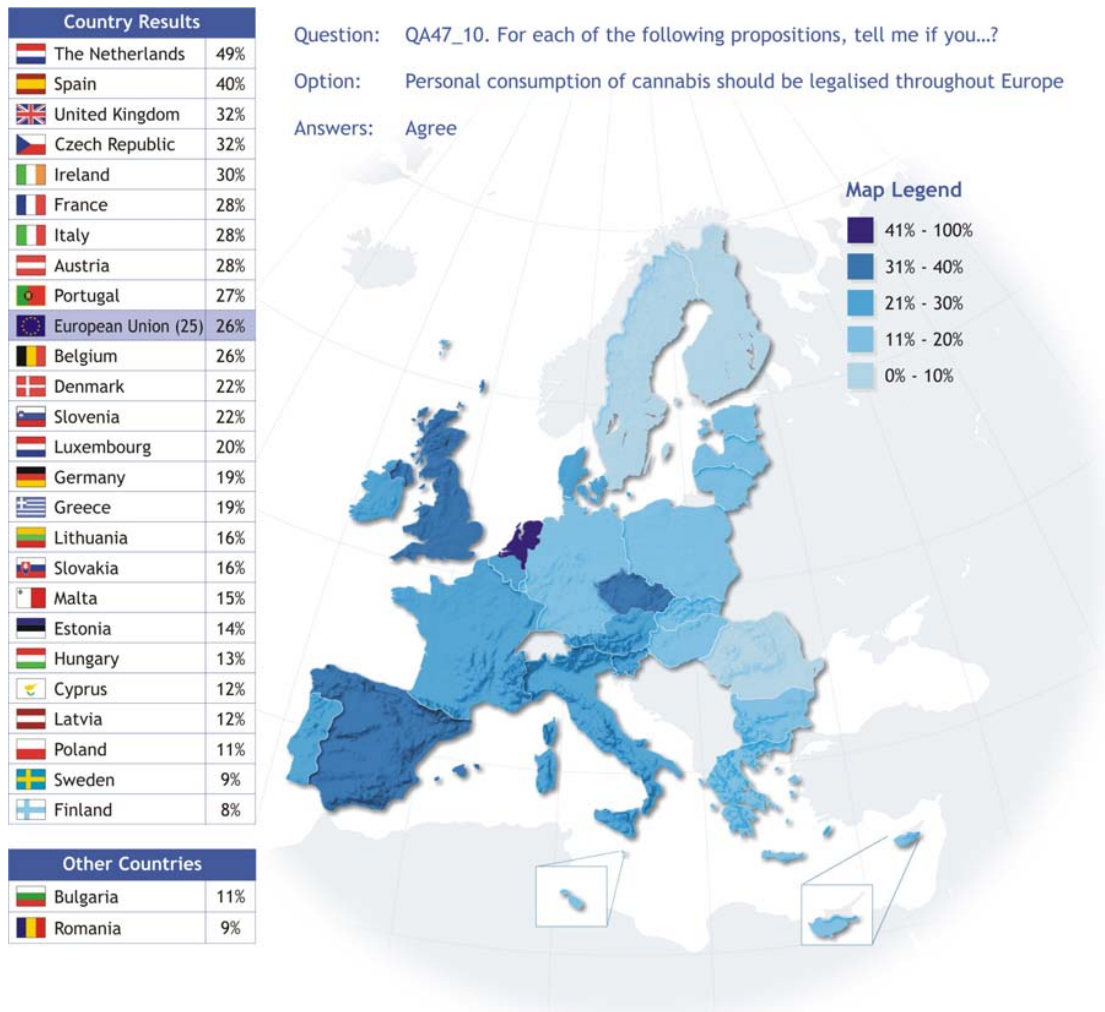 Country Results
The Netherlands 49%
Spain 40%
United Kingdom 32%
Czech Republic 32%
Ireland 30%
France 28%
Italy 28%
Austria 28%
Portugal 27%
European Union (25) 26%
Belgium 26%
Denmark 22%
Slovenia 22%
Luxembourg 20%
Germany 19%
Greece 19%
Lithuania 16%
Slovakia 16%
Malta 15%
Estonia 14%
Hungary 13%
Cyprus 12%
Latvia 12%
Poland 11%
Sweden 9%
Finland 8%
Other Countries
Bulgaria 11%
Romania 9%
Question: QA47_10. For each of the following propositions, tell me if you...?
Option: Personal consumption of cannabis should be legalised throughout Europe
Answers: Agree
Map Legend
41% - 100%
31% - 40%
21% - 30%
11% - 20%
0% - 10%